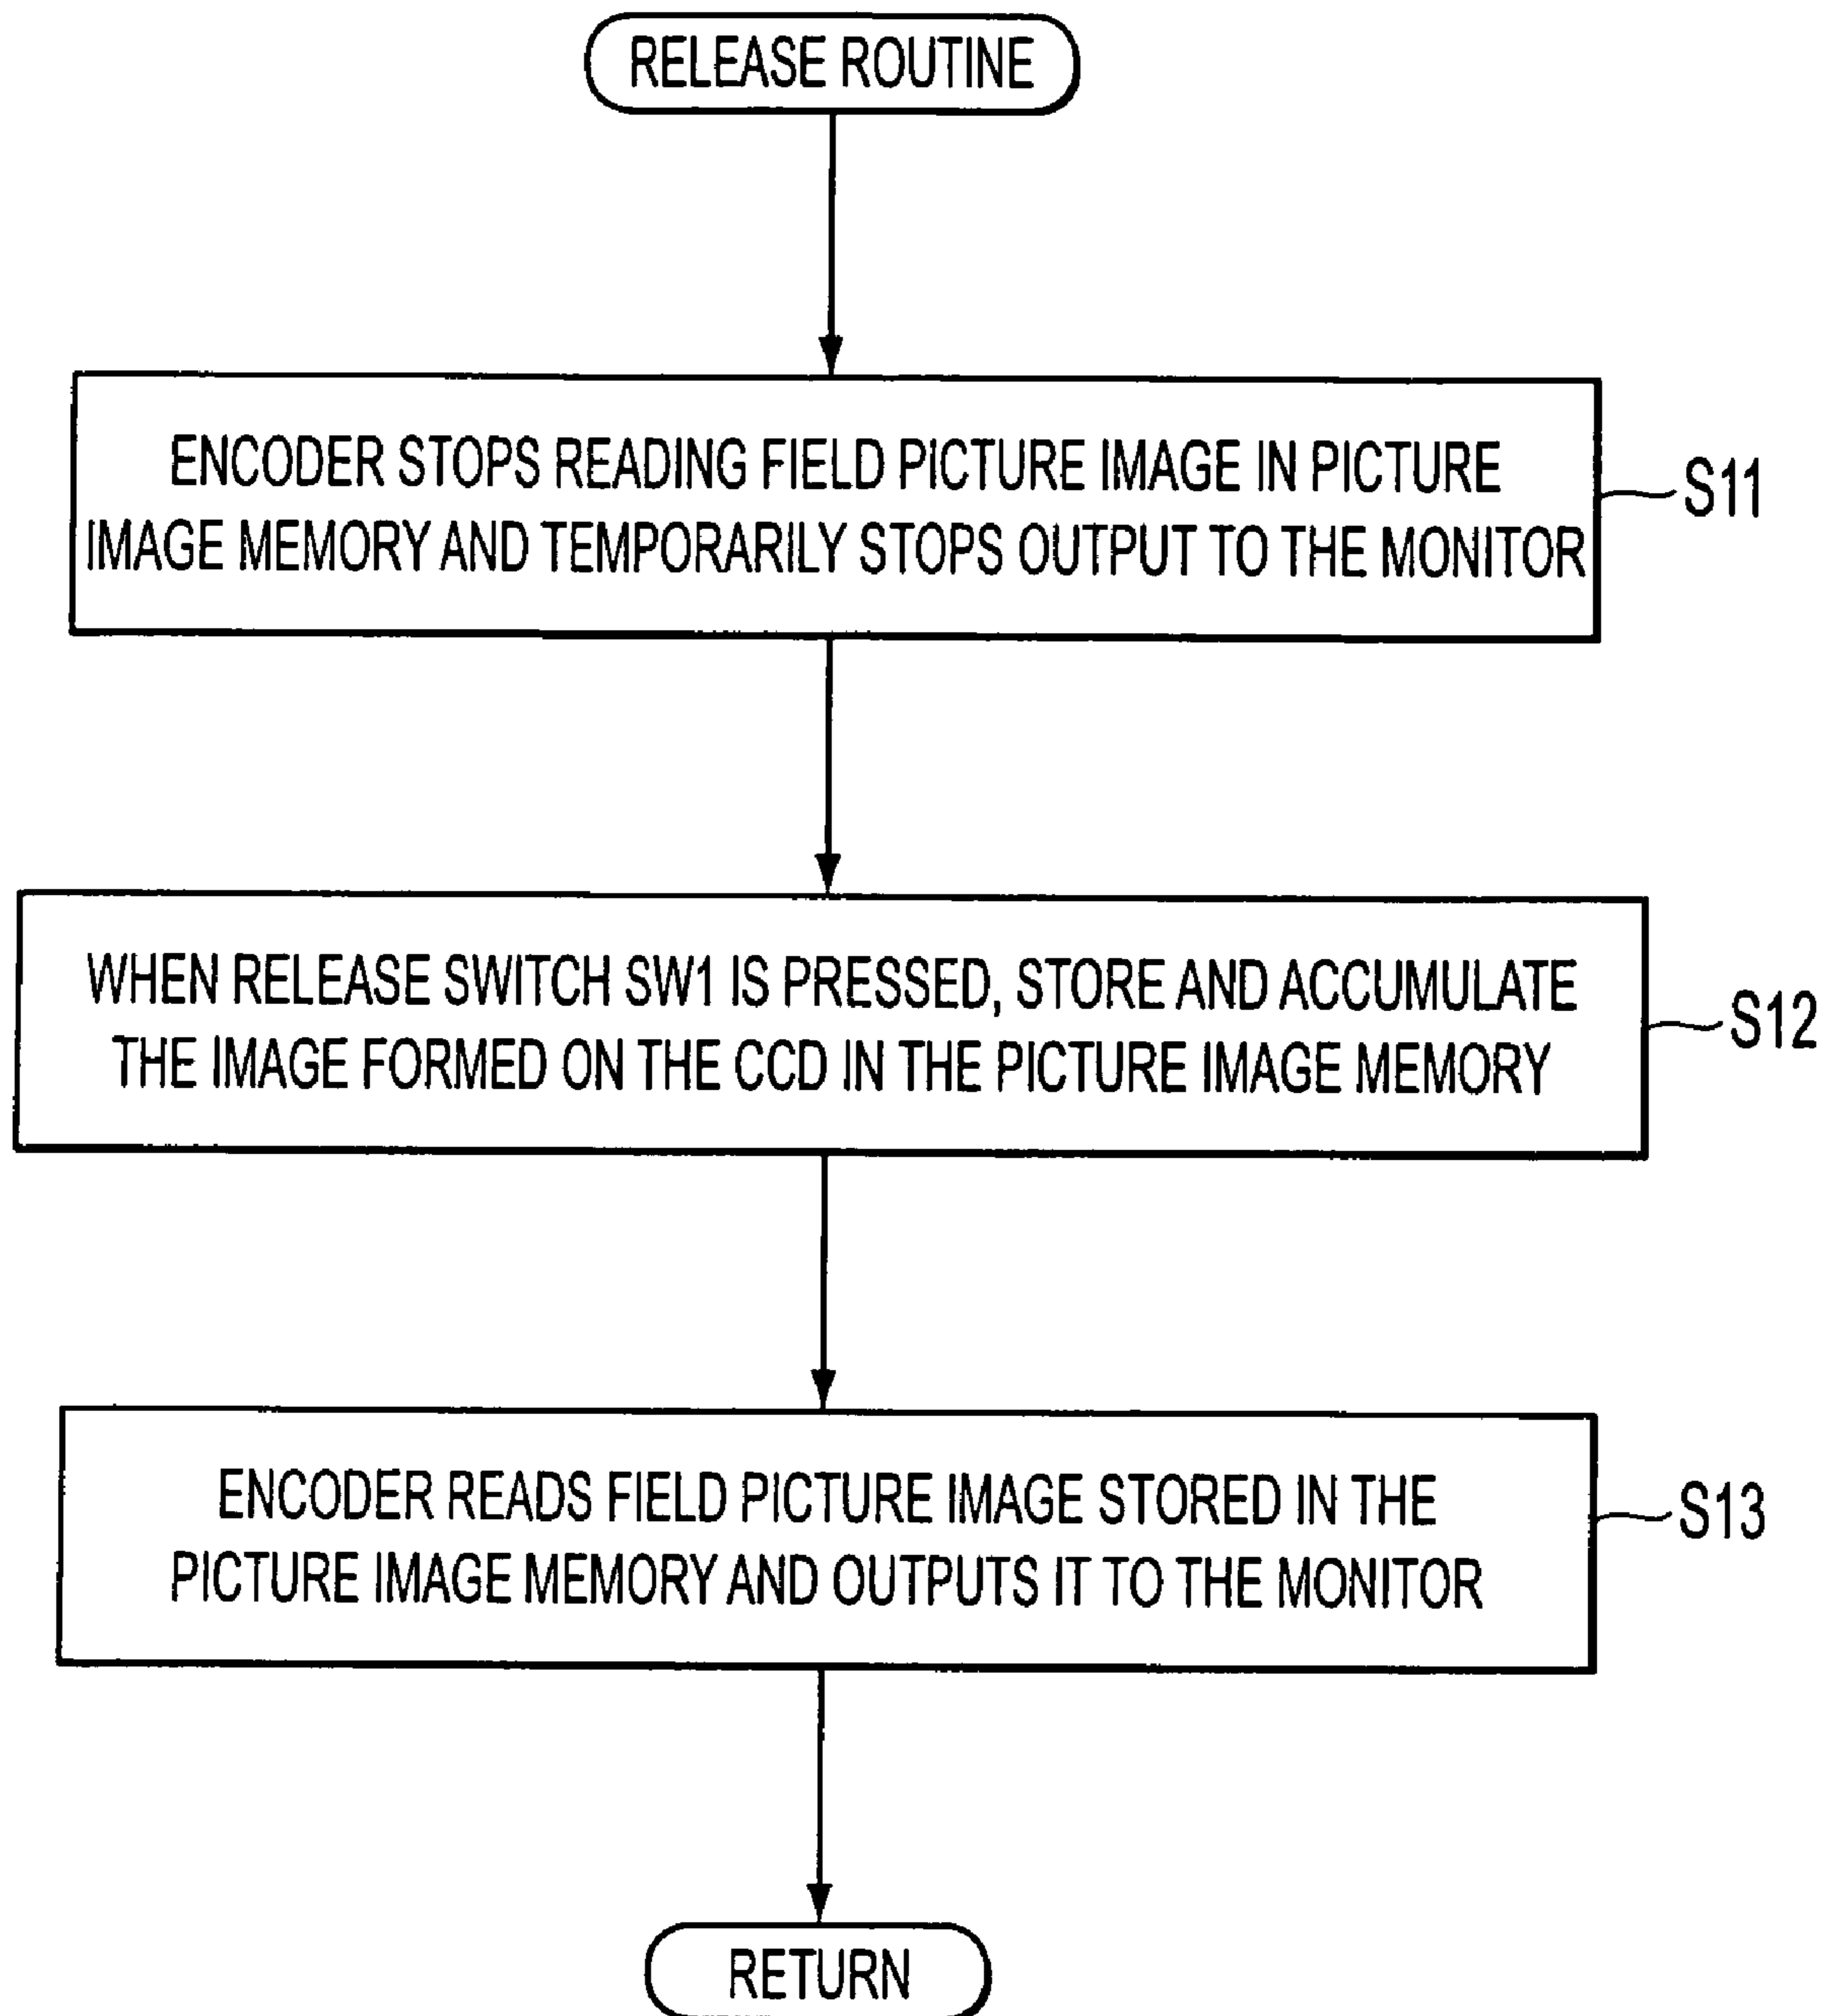 RELEASE ROUTINE
ENCODER STOPS READING FIELD PICTURE IMAGE IN PICTURE
IMAGE MEMORY AND TEMPORARILY STOPS OUTPUT TO THE MONITOR
S11
WHEN RELEASE SWITCH SW1 IS PRESSED, STORE AND ACCUMULATE
THE IMAGE FORMED ON THE CCD IN THE PICTURE IMAGE MEMORY
S12
ENCODER READS FIELD PICTURE IMAGE STORED IN THE
PICTURE IMAGE MEMORY AND OUTPUTS IT TO THE MONITOR
S13
RETURN